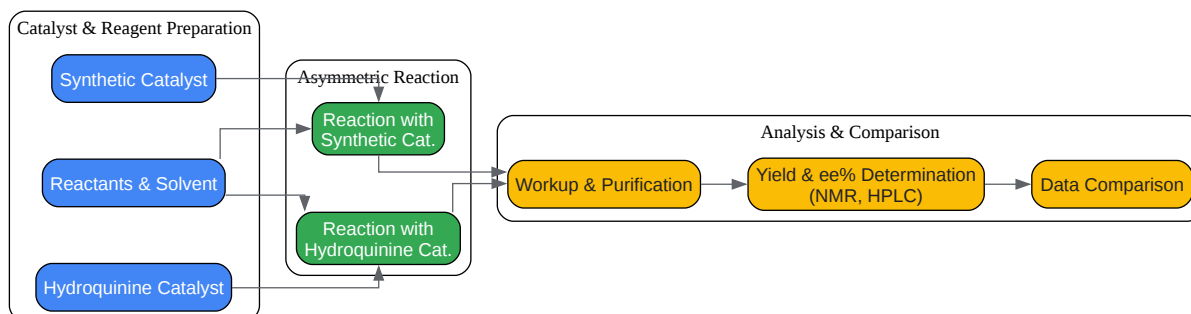 Catalyst & Reagent Preparation
Synthetic Catalyst
Reactants & Solvent
Hydroquinine Catalyst
Asymmetric Reaction
Reaction with
Synthetic Cat.
Reaction with
Hydroquinine Cat.
Analysis & Comparison
Workup & Purification
Yield & ee% Determination
(NMR, HPLC)
Data Comparison